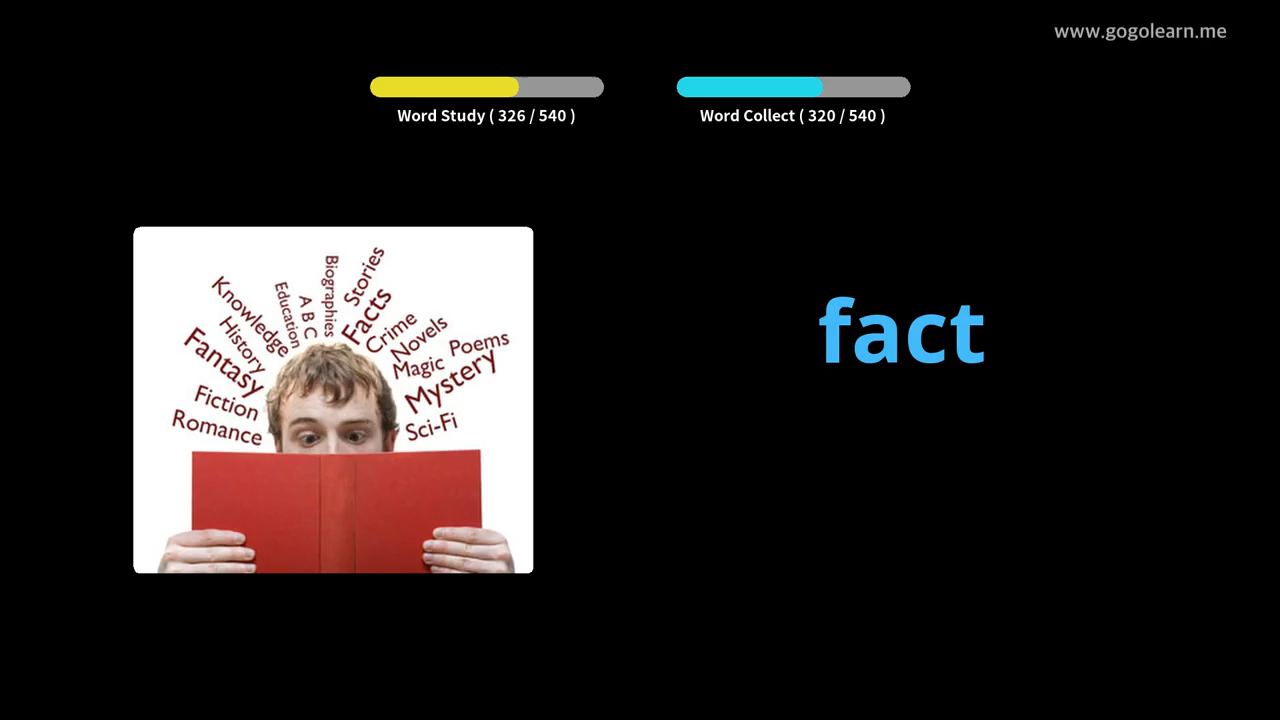 www.gogolearn.me
Word Study ( 326 / 540 )
Word Collect ( 320 / 540 )
Romance
Fiction
Fantasy
History
Knowledge
Education
A B C
Biographies
Stories
Facts
Crime
Novels
Magic
Poems
Mystery
Sci-Fi
fact